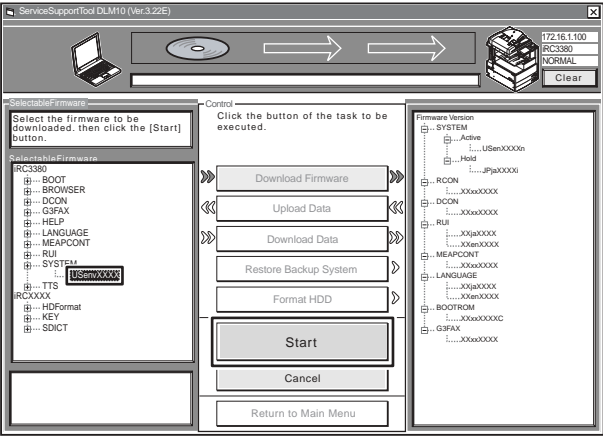 ServiceSupportTool DLM10 (Ver.3.22E)
172.16.1.100
iRC3380
NORMAL
Clear
SelectableFirmware
Select the firmware to be
downloaded. then click the [Start]
button.
SelectableFirmware
iRC3380
BOOT
BROWSER
DCON
G3FAX
HELP
LANGUAGE
MEAPCONT
RUI
SYSTEM
USenvXXXX
TTS
iRCXXXX
HDFormat
KEY
SDICT
Control
Click the button of the task to be
executed.
Download Firmware
Upload Data
Download Data
Restore Backup System
Format HDD
Start
Cancel
Return to Main Menu
Firmware Version
SYSTEM
Active
USenXXXXn
Hold
JPjaXXXXi
RCON
XXxxXXXX
DCON
XXxxXXXX
RUI
XXjaXXXX
XXenXXXX
MEAPCONT
XXxxXXXX
LANGUAGE
XXjaXXXX
XXenXXXX
BOOTROM
XXxxXXXXC
G3FAX
XXxxXXXX